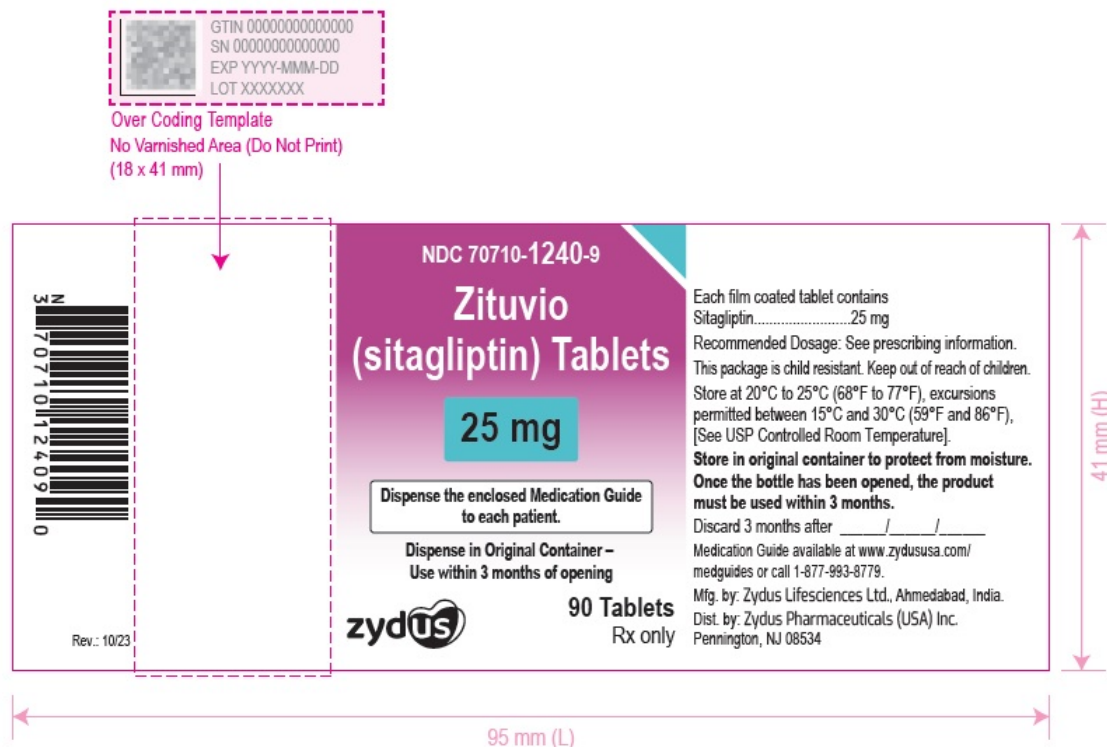 GTIN 00000000000000
SN 00000000000000
EXP YYYY-MMM-DD
LOT XXXXXXX
Over Coding Template
No Varnished Area (Do Not Print)
(18 x 41 mm)
N
3
70710 12409
0
Rev.: 10/23
NDC 70710-1240-9
Zituvio
(sitagliptin) Tablets
25 mg
Dispense the enclosed Medication Guide
to each patient.
Dispense in Original Container –
Use within 3 months of opening
zydus
90 Tablets
Rx only
Each film coated tablet contains
Sitagliptin.........................25 mg
Recommended Dosage: See prescribing information.
This package is child resistant. Keep out of reach of children.
Store at 20°C to 25°C (68°F to 77°F), excursions
permitted between 15°C and 30°C (59°F and 86°F),
[See USP Controlled Room Temperature].
Store in original container to protect from moisture.
Once the bottle has been opened, the product
must be used within 3 months.
Discard 3 months after ______/______/______
Medication Guide available at www.zydususa.com/
medguides or call 1-877-993-8779.
Mfg. by: Zydus Lifesciences Ltd., Ahmedabad, India.
Dist. by: Zydus Pharmaceuticals (USA) Inc.
Pennington, NJ 08534
41 mm (H)
95 mm (L)